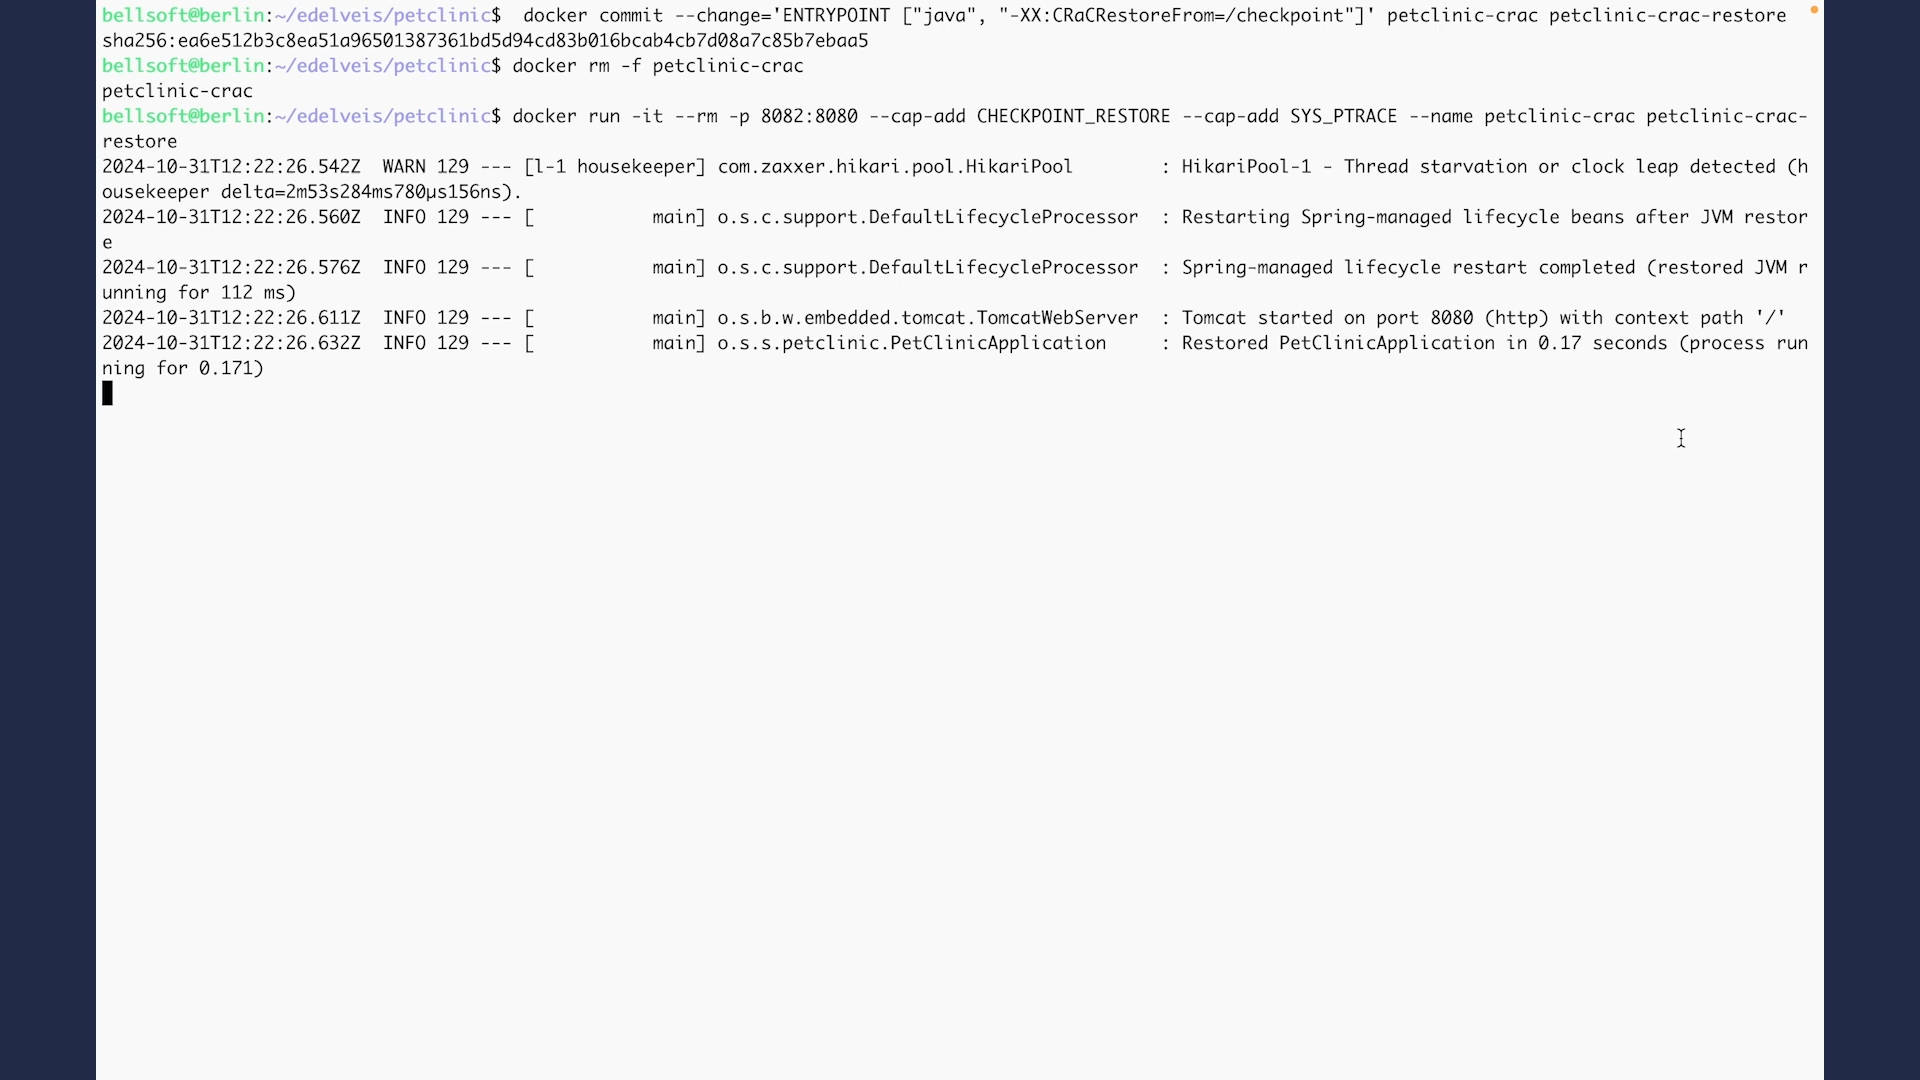 bellsoft@berlin:~/edelveis/petclinic$  docker commit --change='ENTRYPOINT ["java", "-XX:CRaCRestoreFrom=/checkpoint"]' petclinic-crac petclinic-crac-restore
sha256:ea6e512b3c8ea51a96501387361bd5d94cd83b016bcab4cb7d08a7c85b7ebaa5
bellsoft@berlin:~/edelveis/petclinic$ docker rm -f petclinic-crac
petclinic-crac
bellsoft@berlin:~/edelveis/petclinic$ docker run -it --rm -p 8082:8080 --cap-add CHECKPOINT_RESTORE --cap-add SYS_PTRACE --name petclinic-crac petclinic-crac-
restore
2024-10-31T12:22:26.542Z  WARN 129 --- [l-1 housekeeper] com.zaxxer.hikari.pool.HikariPool        : HikariPool-1 - Thread starvation or clock leap detected (h
ousekeeper delta=2m53s284ms780µs156ns).
2024-10-31T12:22:26.560Z  INFO 129 --- [           main] o.s.c.support.DefaultLifecycleProcessor  : Restarting Spring-managed lifecycle beans after JVM restor
e
2024-10-31T12:22:26.576Z  INFO 129 --- [           main] o.s.c.support.DefaultLifecycleProcessor  : Spring-managed lifecycle restart completed (restored JVM r
unning for 112 ms)
2024-10-31T12:22:26.611Z  INFO 129 --- [           main] o.s.b.w.embedded.tomcat.TomcatWebServer  : Tomcat started on port 8080 (http) with context path '/'
2024-10-31T12:22:26.632Z  INFO 129 --- [           main] o.s.s.petclinic.PetClinicApplication     : Restored PetClinicApplication in 0.17 seconds (process run
ning for 0.171)